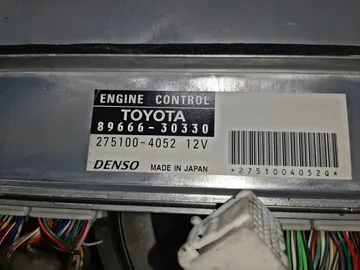 ENGINE CONTROL
TOYOTA
89666-30330
275100-4052 12V
DENSO MADE IN JAPAN
*2751004052Q*